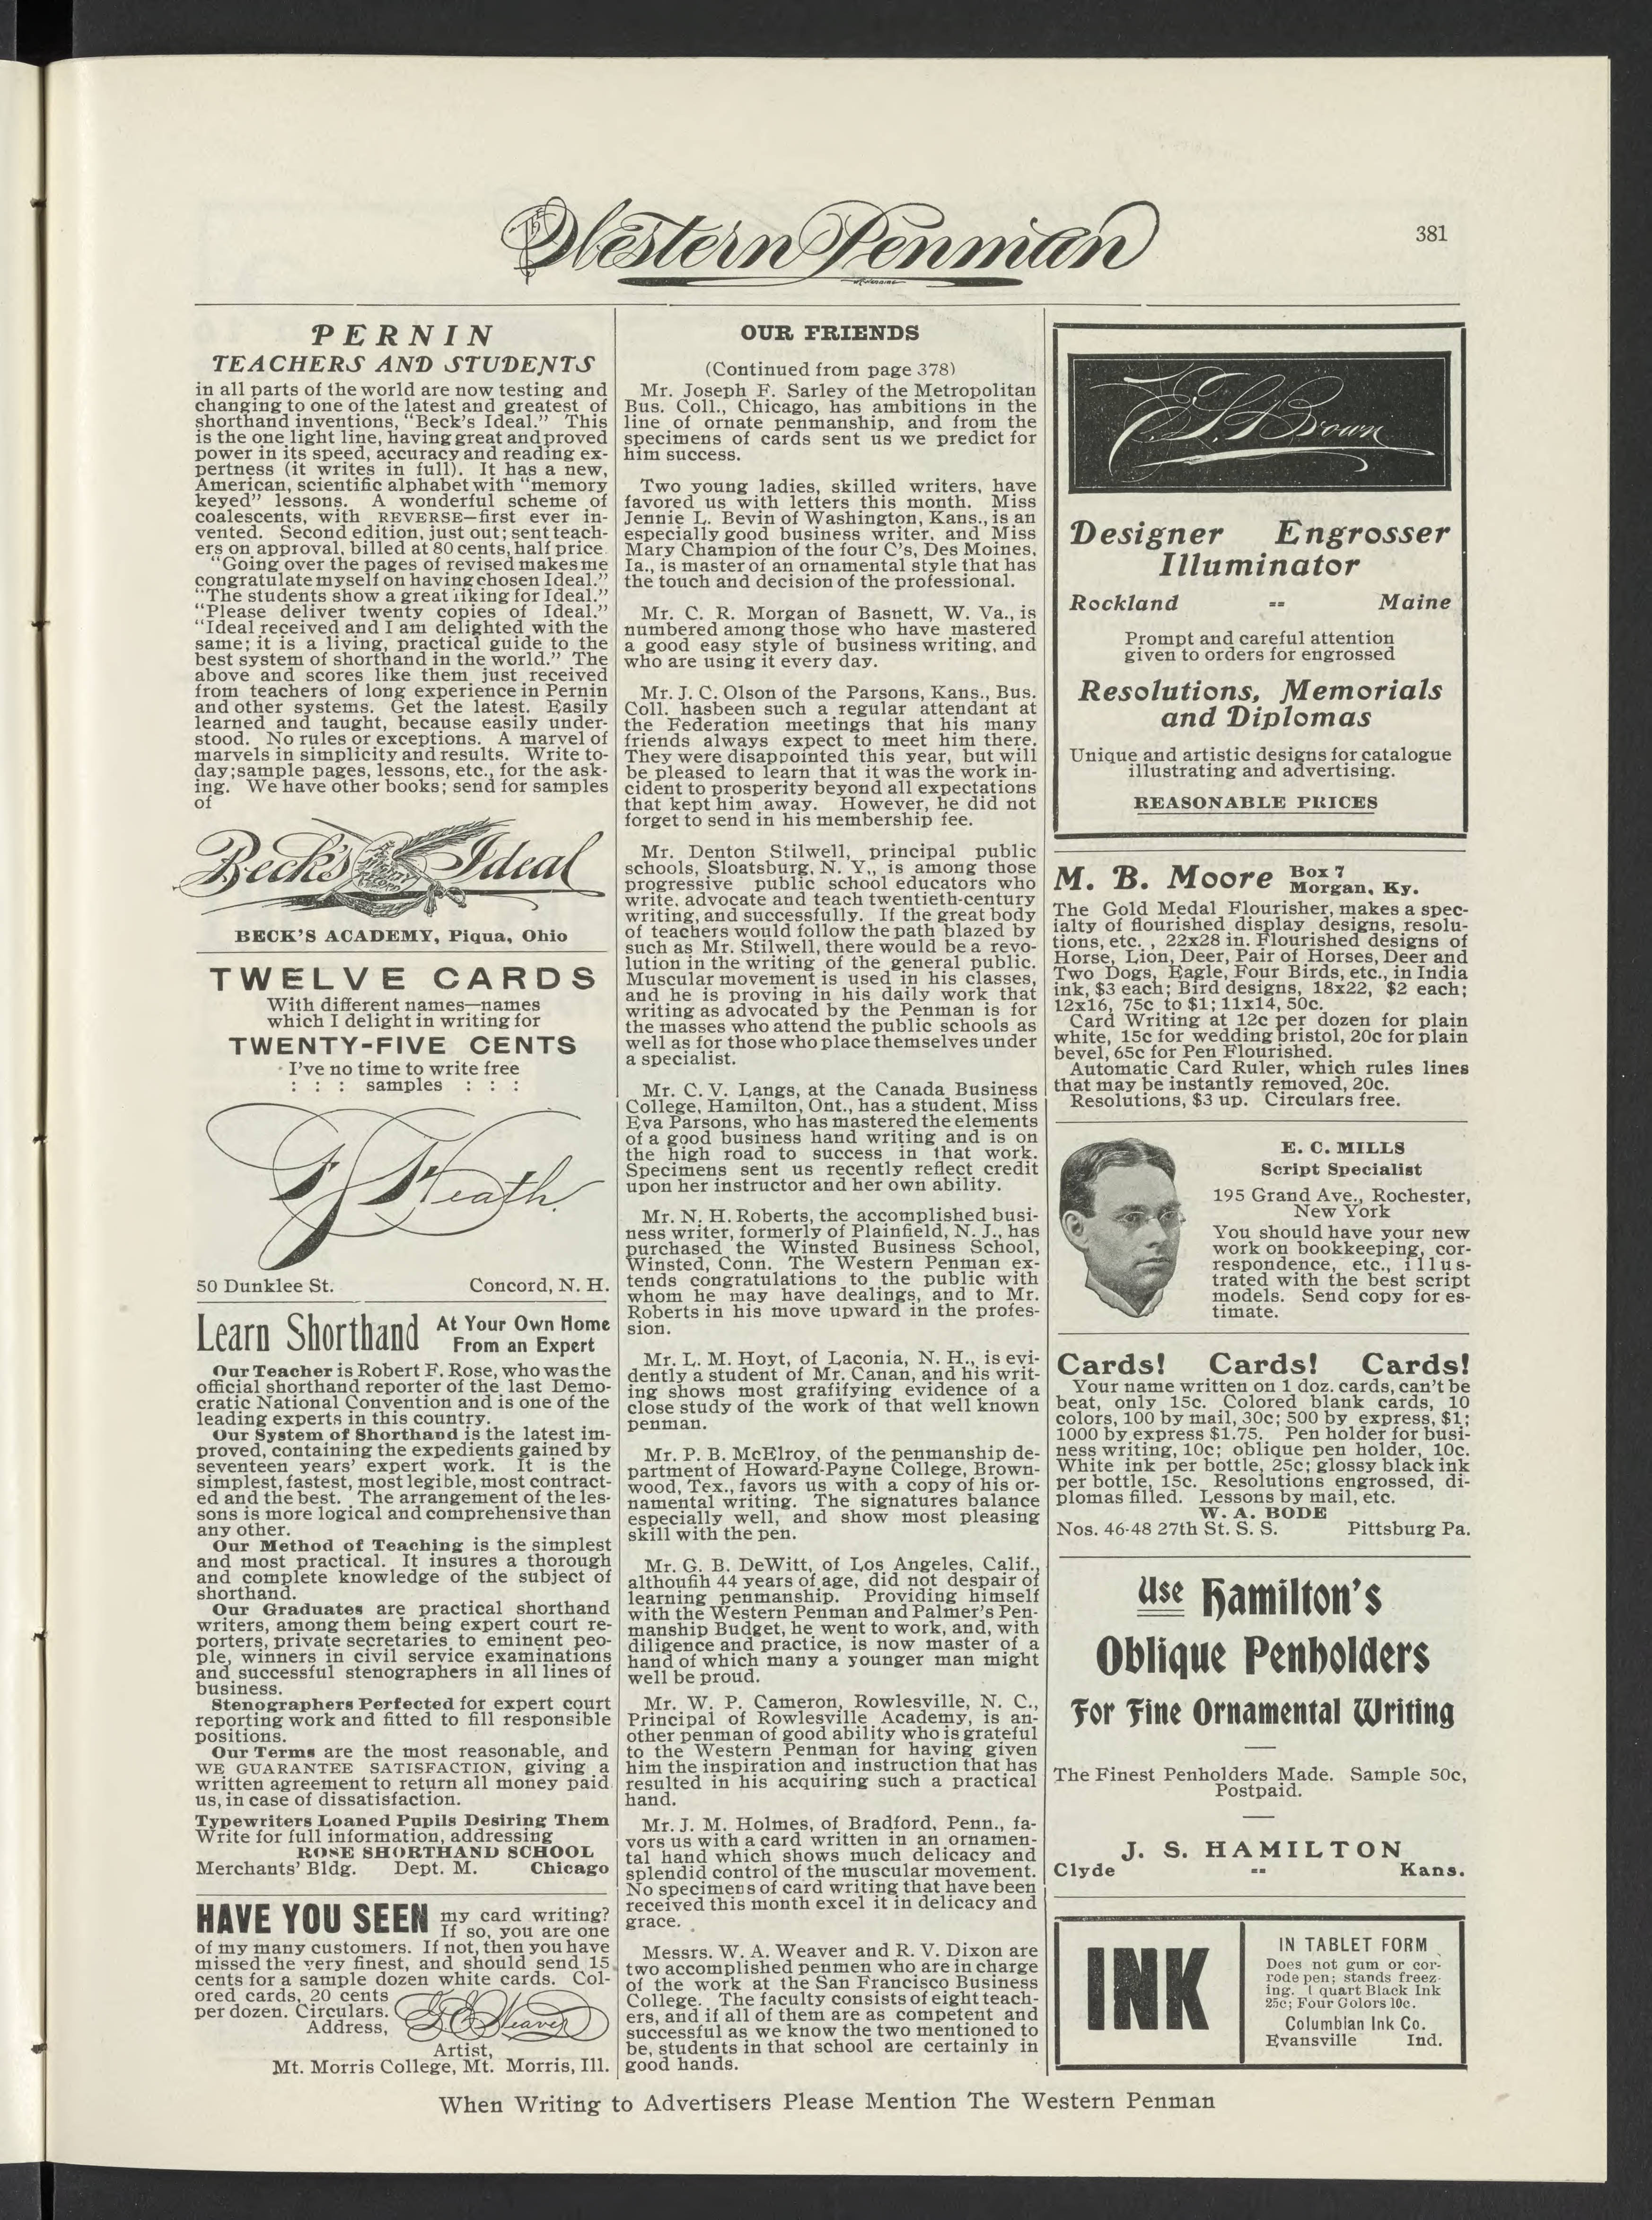 The Western Penman
381
PERNIN
TEACHERS AND STUDENTS
in all parts of the world are now testing and
changing to one of the latest and greatest of
shorthand inventions, "Beck's Ideal." This
is the one light line, having great and proved
power in its speed, accuracy and reading ex-
pertness (it writes in full). It has a new,
American, scientific alphabet with "memory
keyed" lessons. A wonderful scheme of
coalescents, with REVERSE—first ever in-
vented. Second edition, just out; sent teach-
ers on approval, billed at 80 cents, half price.
"Going over the pages of revised makes me
congratulate myself on having chosen Ideal."
"The students show a great liking for Ideal."
"Please deliver twenty copies of Ideal."
"Ideal received and I am delighted with the
same; it is a living, practical guide to the
best system of shorthand in the world." The
above and scores like them just received
from teachers of long experience in Pernin
and other systems. Get the latest. Easily
learned and taught, because easily under-
stood. No rules or exceptions. A marvel of
marvels in simplicity and results. Write to-
day; sample pages, lessons, etc., for the ask-
ing. We have other books; send for samples
of
Beck's Ideal
BECK'S ACADEMY, Piqua, Ohio
TWELVE CARDS
With different names—names
which I delight in writing for
TWENTY-FIVE CENTS
I've no time to write free
: : : samples : : :
Heath.
50 Dunklee St. Concord, N. H.
Learn Shorthand At Your Own Home
From an Expert
Our Teacher is Robert F. Rose, who was the
official shorthand reporter of the last Demo-
cratic National Convention and is one of the
leading experts in this country.
Our System of Shorthand is the latest im-
proved, containing the expedients gained by
seventeen years' expert work. It is the
simplest, fastest, most legible, most contract-
ed and the best. The arrangement of the les-
sons is more logical and comprehensive than
any other.
Our Method of Teaching is the simplest
and most practical. It insures a thorough
and complete knowledge of the subject of
shorthand.
Our Graduates are practical shorthand
writers, among them being expert court re-
porters, private secretaries to eminent peo-
ple, winners in civil service examinations
and successful stenographers in all lines of
business.
Stenographers Perfected for expert court
reporting work and fitted to fill responsible
positions.
Our Terms are the most reasonable, and
WE GUARANTEE SATISFACTION, giving a
written agreement to return all money paid
us, in case of dissatisfaction.
Typewriters Loaned Pupils Desiring Them
Write for full information, addressing
ROSE SHORTHAND SCHOOL
Merchants' Bldg. Dept. M. Chicago
HAVE YOU SEEN my card writing?
If so, you are one
of my many customers. If not, then you have
missed the very finest, and should send 15
cents for a sample dozen white cards. Col-
ored cards, 20 cents
per dozen. Circulars.
Address,
Weaver
Artist,
Mt. Morris College, Mt. Morris, Ill.
OUR FRIENDS
(Continued from page 378)
Mr. Joseph F. Sarley of the Metropolitan
Bus. Coll., Chicago, has ambitions in the
line of ornate penmanship, and from the
specimens of cards sent us we predict for
him success.
Two young ladies, skilled writers, have
favored us with letters this month. Miss
Jennie L. Bevin of Washington, Kans., is an
especially good business writer, and Miss
Mary Champion of the four C's, Des Moines,
Ia., is master of an ornamental style that has
the touch and decision of the professional.
Mr. C. R. Morgan of Basnett, W. Va., is
numbered among those who have mastered
a good easy style of business writing, and
who are using it every day.
Mr. J. C. Olson of the Parsons, Kans., Bus.
Coll. hasbeen such a regular attendant at
the Federation meetings that his many
friends always expect to meet him there.
They were disappointed this year, but will
be pleased to learn that it was the work in-
cident to prosperity beyond all expectations
that kept him away. However, he did not
forget to send in his membership fee.
Mr. Denton Stilwell, principal public
schools, Sloatsburg, N. Y., is among those
progressive public school educators who
write, advocate and teach twentieth-century
writing, and successfully. If the great body
of teachers would follow the path blazed by
such as Mr. Stilwell, there would be a revo-
lution in the writing of the general public.
Muscular movement is used in his classes,
and he is proving in his daily work that
writing as advocated by the Penman is for
the masses who attend the public schools as
well as for those who place themselves under
a specialist.
Mr. C. V. Langs, at the Canada Business
College, Hamilton, Ont., has a student, Miss
Eva Parsons, who has mastered the elements
of a good business hand writing and is on
the high road to success in that work.
Specimens sent us recently reflect credit
upon her instructor and her own ability.
Mr. N. H. Roberts, the accomplished busi-
ness writer, formerly of Plainfield, N. J., has
purchased the Winsted Business School,
Winsted, Conn. The Western Penman ex-
tends congratulations to the public with
whom he may have dealings, and to Mr.
Roberts in his move upward in the profes-
sion.
Mr. L. M. Hoyt, of Laconia, N. H., is evi-
dently a student of Mr. Canan, and his writ-
ing shows most grafifying evidence of a
close study of the work of that well known
penman.
Mr. P. B. McElroy, of the penmanship de-
partment of Howard-Payne College, Brown-
wood, Tex., favors us with a copy of his or-
namental writing. The signatures balance
especially well, and show most pleasing
skill with the pen.
Mr. G. B. DeWitt, of Los Angeles, Calif.,
althoufih 44 years of age, did not despair of
learning penmanship. Providing himself
with the Western Penman and Palmer's Pen-
manship Budget, he went to work, and, with
diligence and practice, is now master of a
hand of which many a younger man might
well be proud.
Mr. W. P. Cameron, Rowlesville, N. C.,
Principal of Rowlesville Academy, is an-
other penman of good ability who is grateful
to the Western Penman for having given
him the inspiration and instruction that has
resulted in his acquiring such a practical
hand.
Mr. J. M. Holmes, of Bradford, Penn., fa-
vors us with a card written in an ornamen-
tal hand which shows much delicacy and
splendid control of the muscular movement.
No specimens of card writing that have been
received this month excel it in delicacy and
grace.
Messrs. W. A. Weaver and R. V. Dixon are
two accomplished penmen who are in charge
of the work at the San Francisco Business
College. The faculty consists of eight teach-
ers, and if all of them are as competent and
successful as we know the two mentioned to
be, students in that school are certainly in
good hands.
E. L. Brown
Designer Engrosser
Illuminator
Rockland -- Maine
Prompt and careful attention
given to orders for engrossed
Resolutions, Memorials
and Diplomas
Unique and artistic designs for catalogue
illustrating and advertising.
REASONABLE PRICES
M. B. Moore Box 7
Morgan, Ky.
The Gold Medal Flourisher, makes a spec-
ialty of flourished display designs, resolu-
tions, etc. , 22x28 in. Flourished designs of
Horse, Lion, Deer, Pair of Horses, Deer and
Two Dogs, Eagle, Four Birds, etc., in India
ink, $3 each; Bird designs, 18x22, $2 each;
12x16, 75c to $1; 11x14, 50c.
Card Writing at 12c per dozen for plain
white, 15c for wedding bristol, 20c for plain
bevel, 65c for Pen Flourished.
Automatic Card Ruler, which rules lines
that may be instantly removed, 20c.
Resolutions, $3 up. Circulars free.
E. C. MILLS
Script Specialist
195 Grand Ave., Rochester,
New York
You should have your new
work on bookkeeping, cor-
respondence, etc., illus-
trated with the best script
models. Send copy for es-
timate.
Cards! Cards! Cards!
Your name written on 1 doz. cards, can't be
beat, only 15c. Colored blank cards, 10
colors, 100 by mail, 30c; 500 by express, $1;
1000 by express $1.75. Pen holder for busi-
ness writing, 10c; oblique pen holder, 10c.
White ink per bottle, 25c; glossy black ink
per bottle, 15c. Resolutions engrossed, di-
plomas filled. Lessons by mail, etc.
W. A. BODE
Nos. 46-48 27th St. S. S. Pittsburg Pa.
Use Hamilton's
Oblique Penholders
For Fine Ornamental Writing
The Finest Penholders Made. Sample 50c,
Postpaid.
J. S. HAMILTON
Clyde -- Kans.
INK
IN TABLET FORM
Does not gum or cor-
rode pen; stands freez-
ing. 1 quart Black Ink
25c; Four Colors 10c.
Columbian Ink Co.
Evansville Ind.
When Writing to Advertisers Please Mention The Western Penman